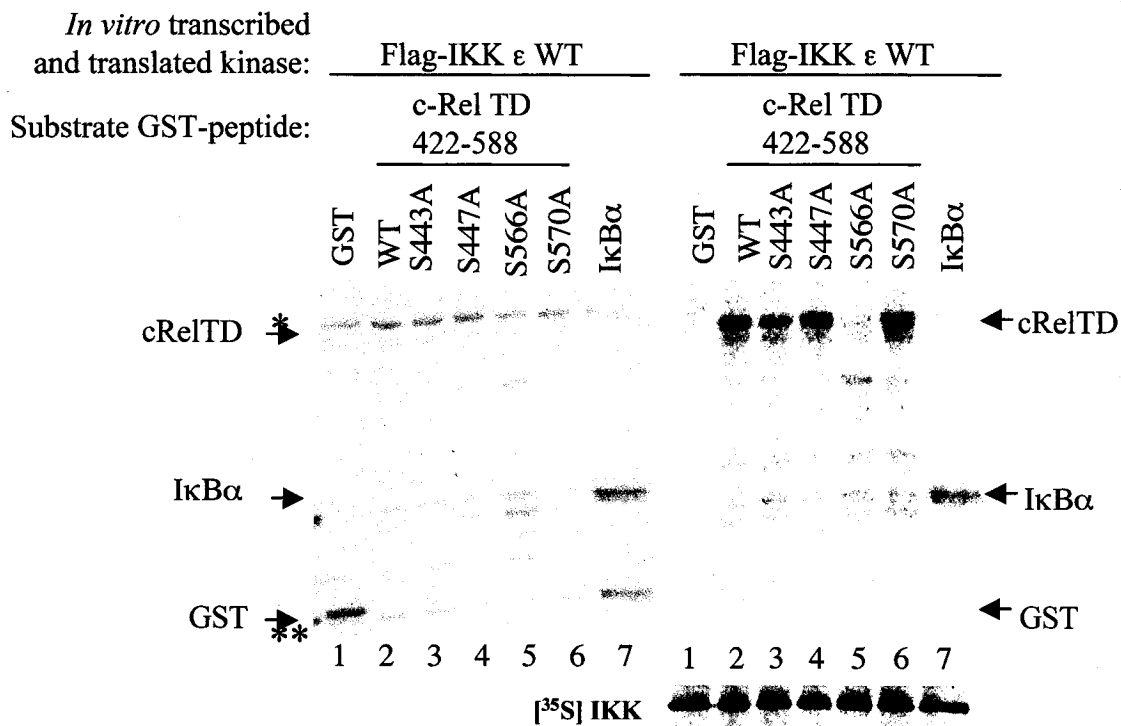 In vitro transcribed
and translated kinase:
Flag-IKK ε WT
Flag-IKK ε WT
Substrate GST-peptide:
c-Rel TD
422-588
c-Rel TD
422-588
GST
WT
S443A
S447A
S566A
S570A
IκBα
GST
WT
S443A
S447A
S566A
S570A
IκBα
*
cRelTD
cRelTD
IκBα
IκBα
GST
GST
**
1 2 3 4 5 6 7
1 2 3 4 5 6 7
[³⁵S] IKK